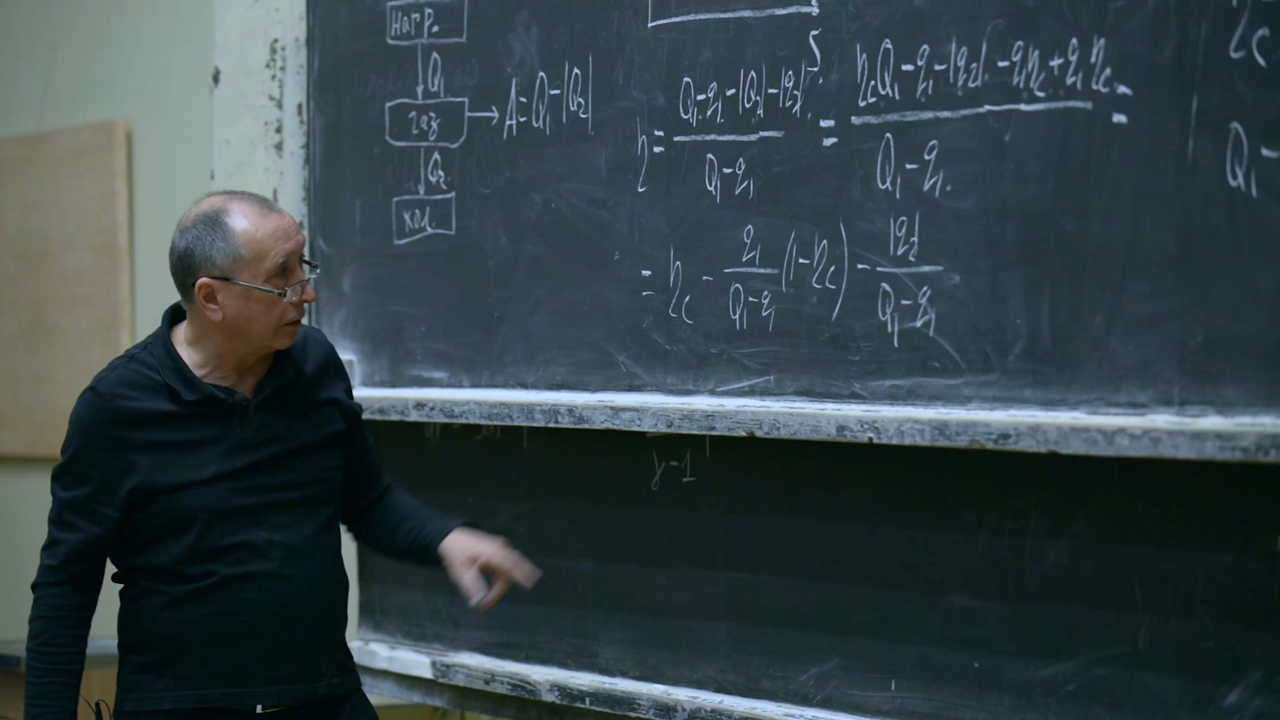 нагр.
Q₁
газ → A = Q₁ - |Q₂|
Q₂
хол.
η = (Q₁ - q₁ - |Q₂| - |q₂|) / (Q₁ - q₁) = (η_c Q₁ - q₁ - |q₂| - q₁η_c + q₁η_c) / (Q₁ - q₁) =
= η_c - q₁ / (Q₁ - q₁) (1 - η_c) - |q₂| / (Q₁ - q₁)
γ-1
Q₁ -